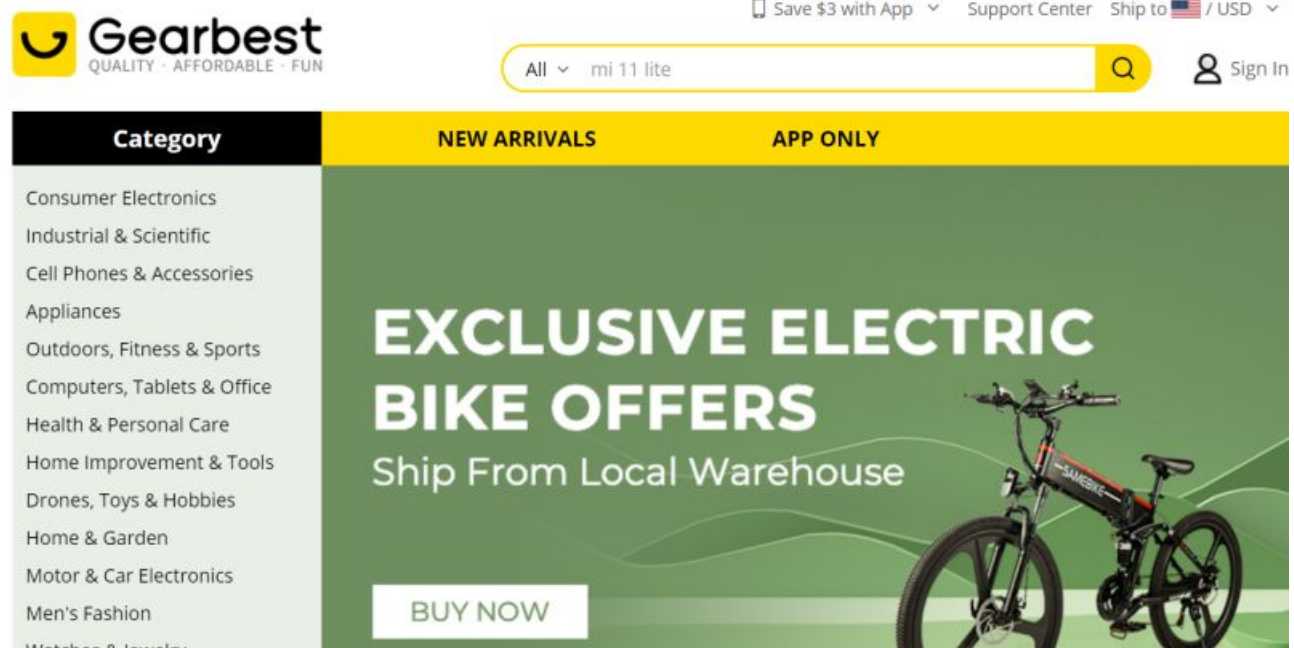 Save $3 with App
Support Center
Ship to / USD
Gearbest
QUALITY · AFFORDABLE · FUN
All
mi 11 lite
Sign In
Category
NEW ARRIVALS
APP ONLY
Consumer Electronics
Industrial & Scientific
Cell Phones & Accessories
Appliances
Outdoors, Fitness & Sports
Computers, Tablets & Office
Health & Personal Care
Home Improvement & Tools
Drones, Toys & Hobbies
Home & Garden
Motor & Car Electronics
Men's Fashion
EXCLUSIVE ELECTRIC
BIKE OFFERS
Ship From Local Warehouse
SAMEBIKE
BUY NOW